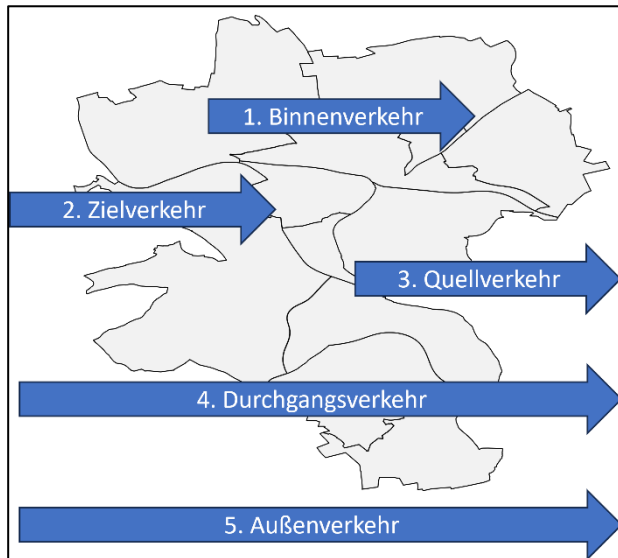 1. Binnenverkehr
2. Zielverkehr
3. Quellverkehr
4. Durchgangsverkehr
5. Außenverkehr